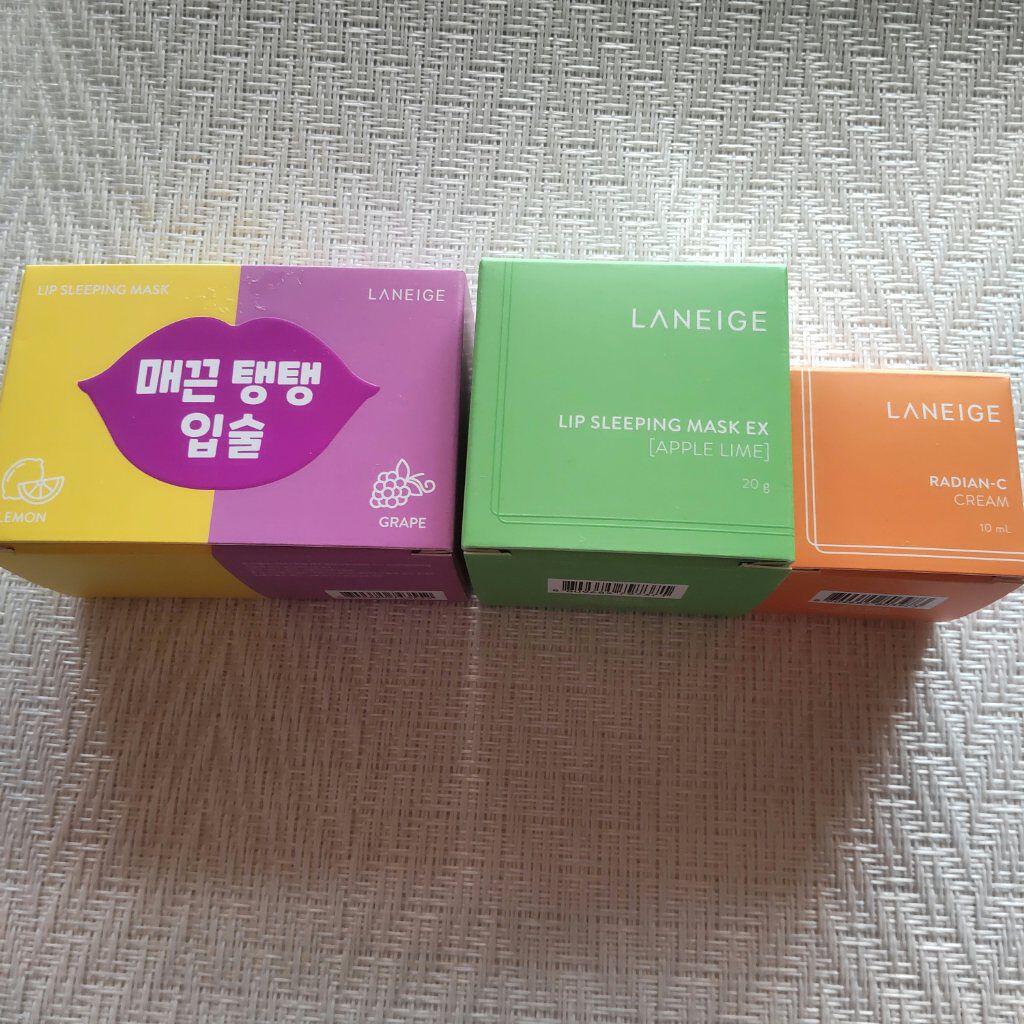 LIP SLEEPING MASK
LANEIGE
매끈 탱탱
입술
LEMON
GRAPE
LANEIGE
LIP SLEEPING MASK EX
[APPLE LIME]
20 g
LANEIGE
RADIAN-C
CREAM
10 mL